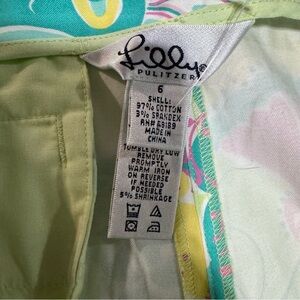 Lilly®
PULITZER
6
SHELL:
97% COTTON
3% SPANDEX
RN# A3189
MADE IN
CHINA
TUMBLE DRY LOW
REMOVE
PROMPTLY
WARM IRON
ON REVERSE
IF NEEDED
POSSIBLE
5% SHRINKAGE